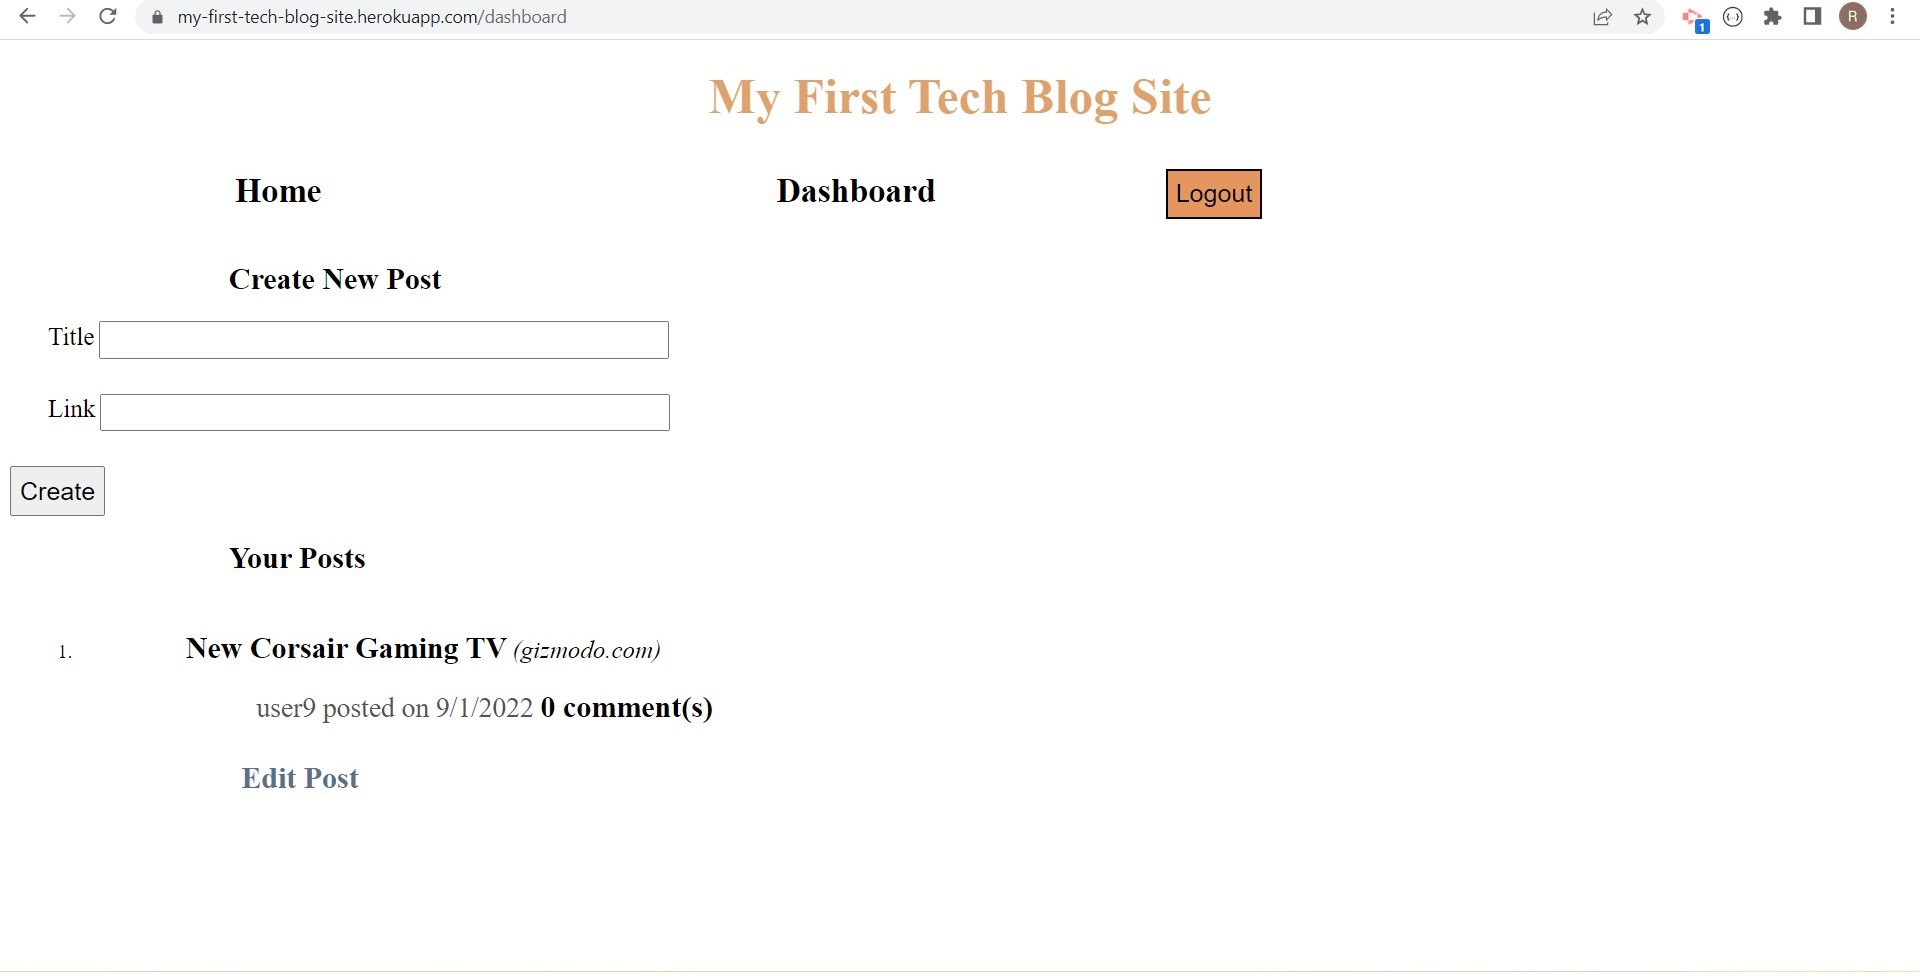 my-first-tech-blog-site.herokuapp.com/dashboard
1
R
My First Tech Blog Site
Home Dashboard Logout
Create New Post
Title
Link
Create
Your Posts
1. New Corsair Gaming TV (gizmodo.com)
user9 posted on 9/1/2022 0 comment(s)
Edit Post